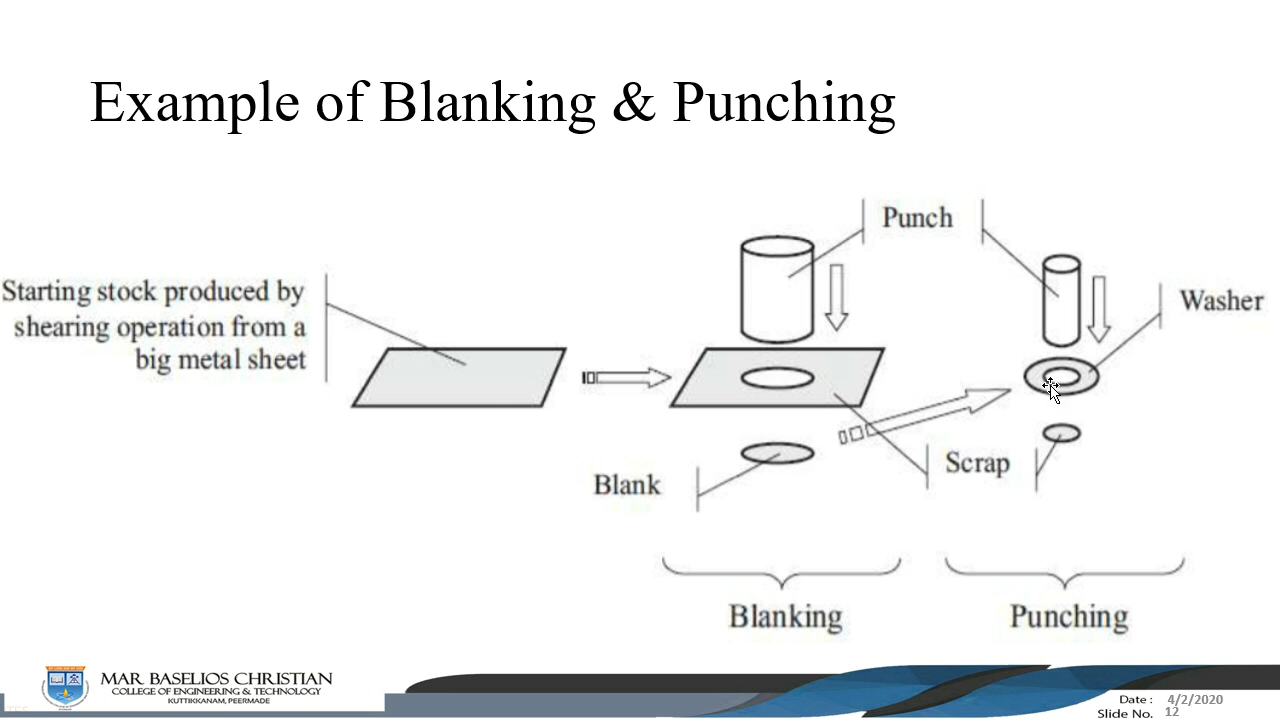 Example of Blanking & Punching
Punch
Starting stock produced by
shearing operation from a
big metal sheet
Washer
Scrap
Blank
Blanking
Punching
MAR BASELIOS CHRISTIAN
COLLEGE OF ENGINEERING & TECHNOLOGY
KUTTIKKANAM, PEERMADE
Date : 4/2/2020
Slide No. 12